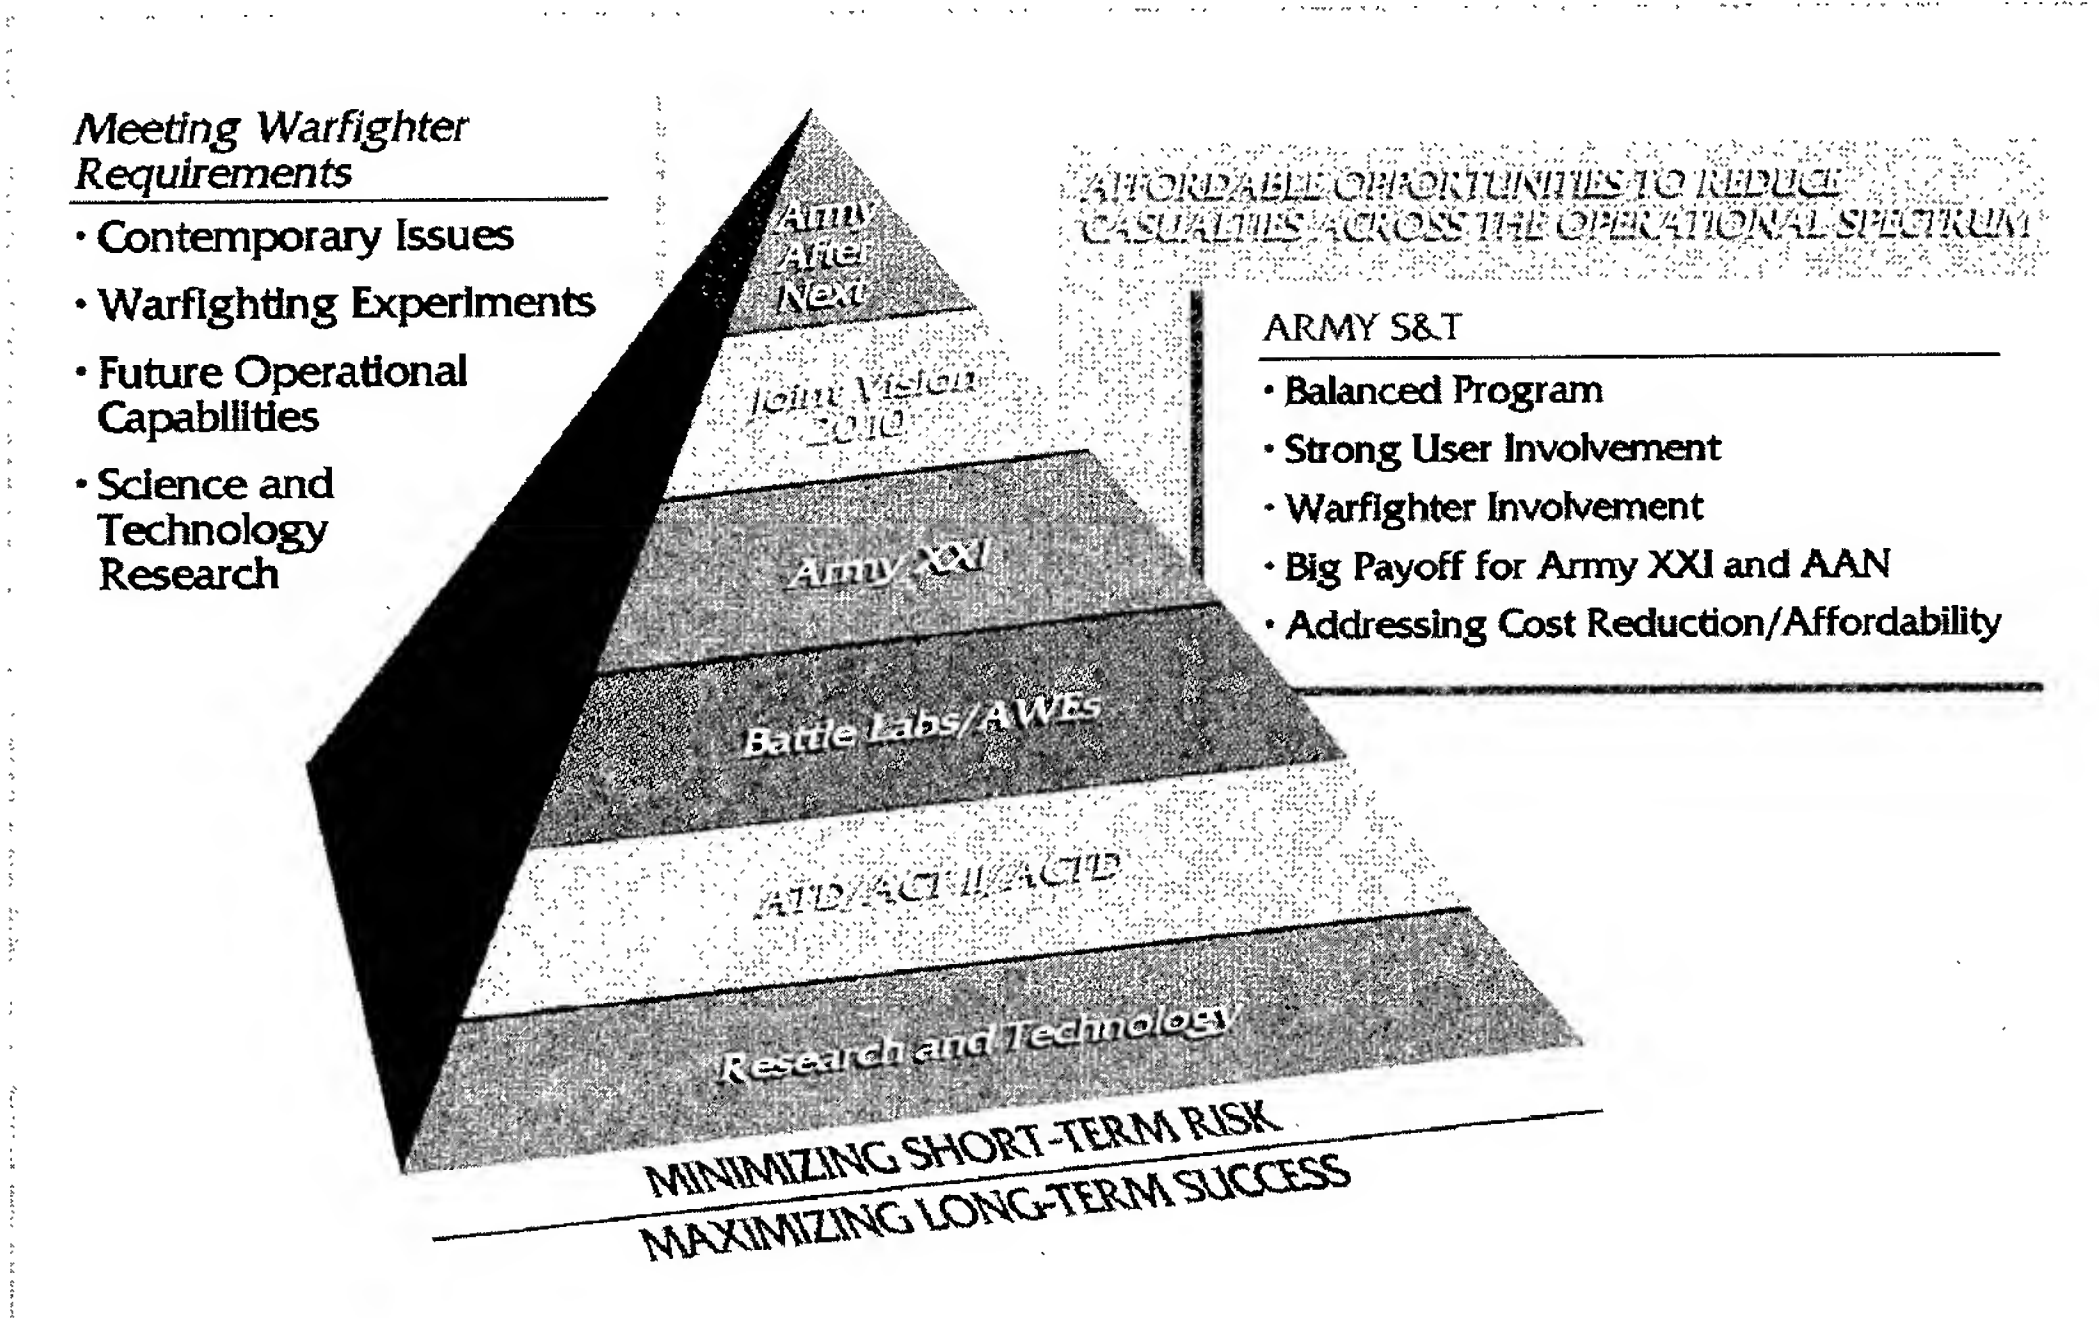 Meeting Warfighter
Requirements
· Contemporary Issues
· Warfighting Experiments
· Future Operational
Capabilities
· Science and
Technology
Research
Army
After
Next
Joint Vision
2010
Army XXI
Battle Labs/AWEs
ATD/ACT II/ACTD
Research and Technology
MINIMIZING SHORT-TERM RISK
MAXIMIZING LONG-TERM SUCCESS
AFFORDABLE OPPORTUNITIES TO REDUCE
CASUALTIES ACROSS THE OPERATIONAL SPECTRUM
ARMY S&T
· Balanced Program
· Strong User Involvement
· Warfighter Involvement
· Big Payoff for Army XXI and AAN
· Addressing Cost Reduction/Affordability